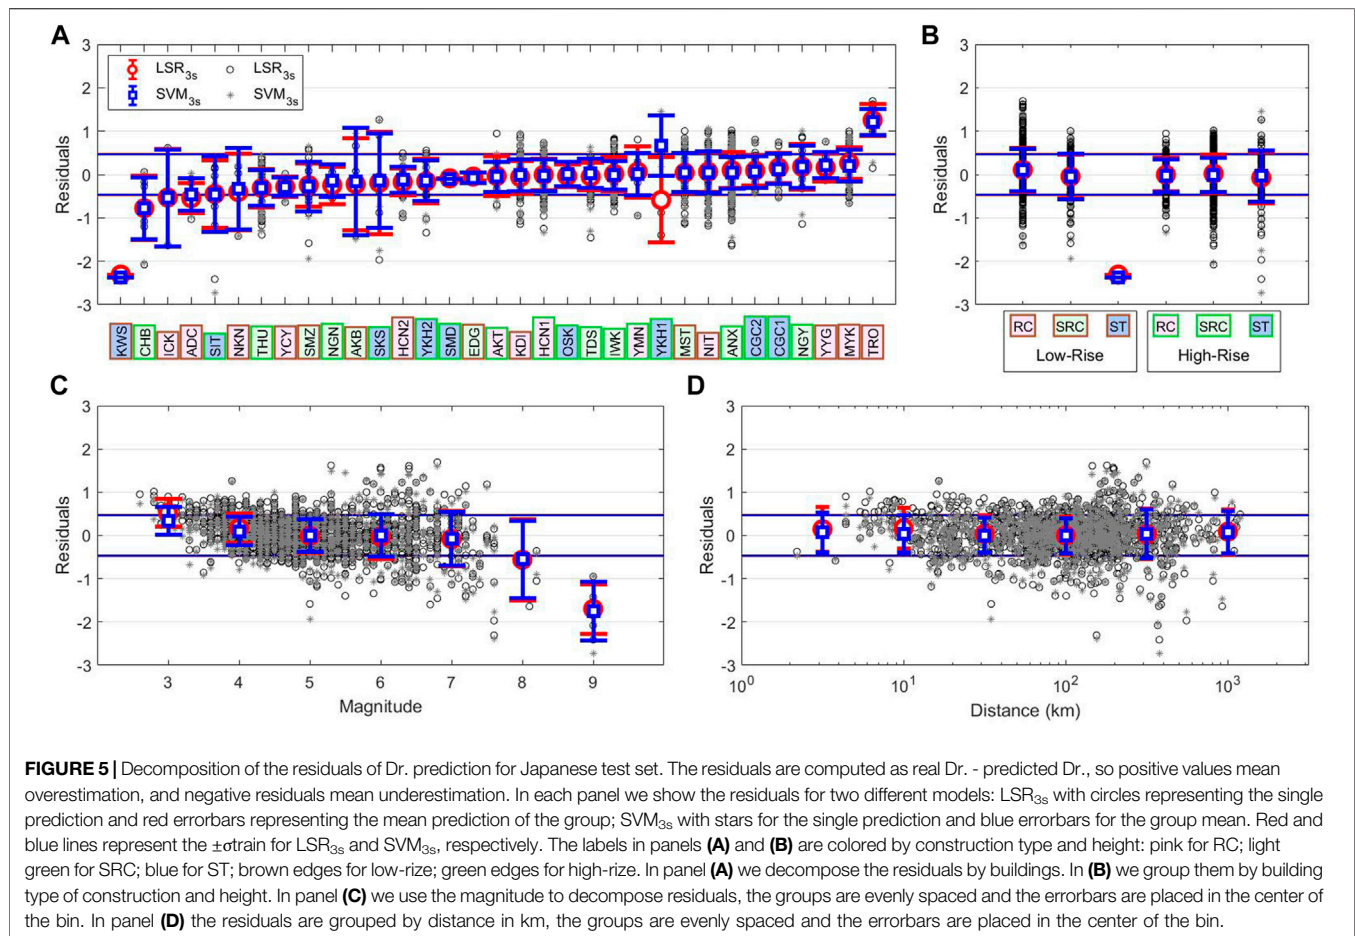 A
B
3
2
1
0
-1
-2
-3
Residuals
LSR3s
LSR3s
SVM3s
SVM3s
KWS
CHB
CCK
ADC
SIT
NKN
THU
YCY
SMZ
NGN
AKB
SKS
HCN2
YKH2
SMD
EDG
AKT
KDI
HCN1
OSK
TDS
IWK
YMN
YKH1
MST
NIT
ANX
CGC2
CGC1
NGY
YYG
MYK
TRO
3
2
1
0
-1
-2
-3
Residuals
RC SRC ST
Low-Rise
RC SRC ST
High-Rise
C
D
3
2
1
0
-1
-2
-3
Residuals
3 4 5 6 7 8 9
Magnitude
3
2
1
0
-1
-2
-3
Residuals
10^0 10^1 10^2 10^3
Distance (km)
FIGURE 5 | Decomposition of the residuals of Dr. prediction for Japanese test set. The residuals are computed as real Dr. - predicted Dr., so positive values mean
overestimation, and negative residuals mean underestimation. In each panel we show the residuals for two different models: LSR3s with circles representing the single
prediction and red errorbars representing the mean prediction of the group; SVM3s with stars for the single prediction and blue errorbars for the group mean. Red and
blue lines represent the ±σtrain for LSR3s and SVM3s, respectively. The labels in panels (A) and (B) are colored by construction type and height: pink for RC; light
green for SRC; blue for ST; brown edges for low-rize; green edges for high-rize. In panel (A) we decompose the residuals by buildings. In (B) we group them by building
type of construction and height. In panel (C) we use the magnitude to decompose residuals, the groups are evenly spaced and the errorbars are placed in the center of
the bin. In panel (D) the residuals are grouped by distance in km, the groups are evenly spaced and the errorbars are placed in the center of the bin.